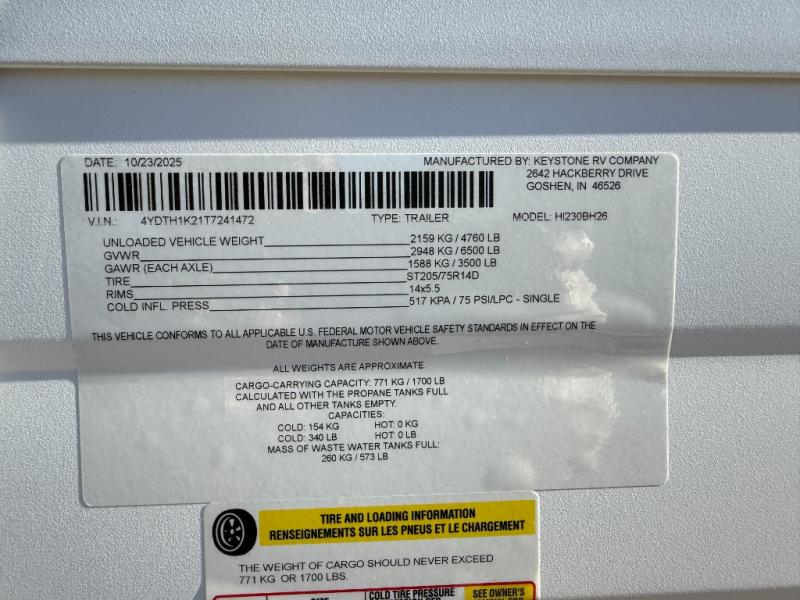 DATE: 10/23/2025 MANUFACTURED BY: KEYSTONE RV COMPANY
2642 HACKBERRY DRIVE
GOSHEN, IN 46526
V.I.N.: 4YDTH1K21T7241472 TYPE: TRAILER MODEL: HI230BH26
UNLOADED VEHICLE WEIGHT 2159 KG / 4760 LB
GVWR 2948 KG / 6500 LB
GAWR (EACH AXLE) 1588 KG / 3500 LB
TIRE ST205/75R14D
RIMS 14x5.5
COLD INFL. PRESS 517 KPA / 75 PSI/LPC - SINGLE
THIS VEHICLE CONFORMS TO ALL APPLICABLE U.S. FEDERAL MOTOR VEHICLE SAFETY STANDARDS IN EFFECT ON THE
DATE OF MANUFACTURE SHOWN ABOVE.
ALL WEIGHTS ARE APPROXIMATE
CARGO-CARRYING CAPACITY: 771 KG / 1700 LB
CALCULATED WITH THE PROPANE TANKS FULL
AND ALL OTHER TANKS EMPTY.
CAPACITIES:
COLD: 154 KG HOT: 0 KG
COLD: 340 LB HOT: 0 LB
MASS OF WASTE WATER TANKS FULL:
260 KG / 573 LB
TIRE AND LOADING INFORMATION
RENSEIGNEMENTS SUR LES PNEUS ET LE CHARGEMENT
THE WEIGHT OF CARGO SHOULD NEVER EXCEED
771 KG OR 1700 LBS.
SIZE COLD TIRE PRESSURE SEE OWNER'S